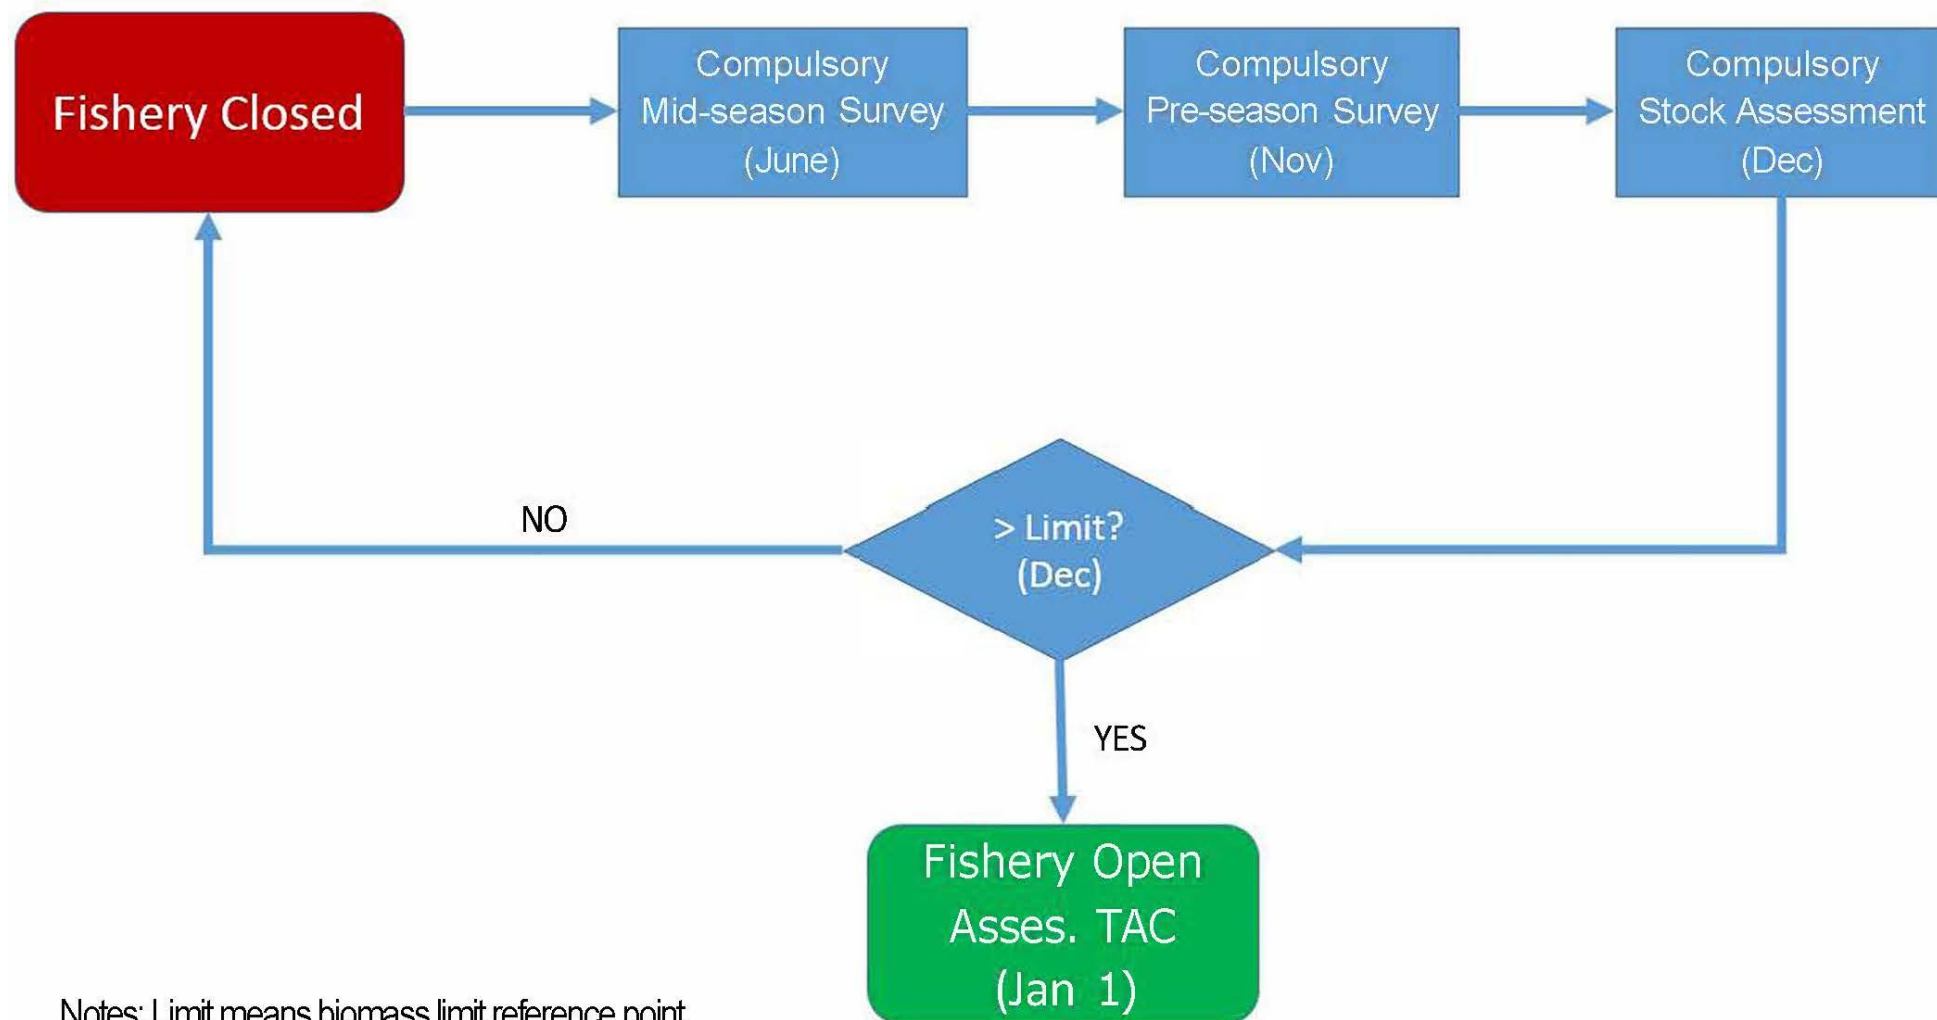 Fishery Closed
Compulsory
Mid-season Survey
(June)
Compulsory
Pre-season Survey
(Nov)
Compulsory
Stock Assessment
(Dec)
NO
> Limit?
(Dec)
YES
Fishery Open
Asses. TAC
(Jan 1)
Notes: Limit means biomass limit reference point